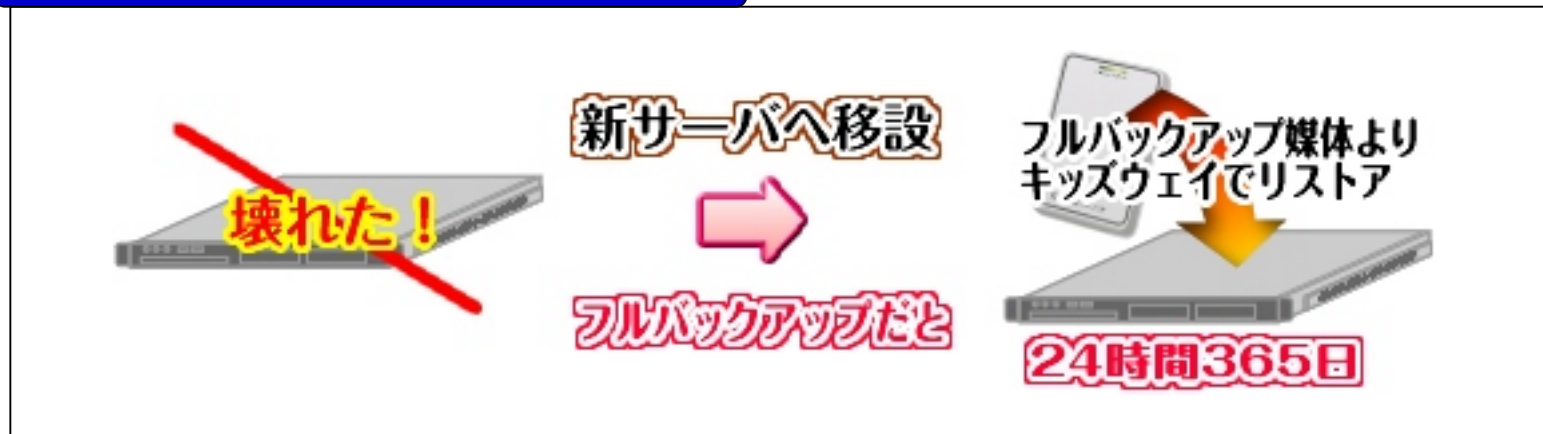 壊れた！
新サーバへ移設
フルバックアップだと
フルバックアップ媒体より
キッズウェイでリストア
24時間365日